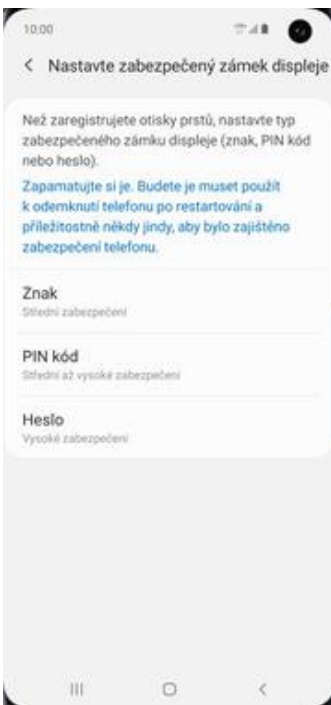 10:00
Nastavte zabezpečený zámek displeje
Než zaregistrujete otisky prstů, nastavte typ
zabezpečeného zámku displeje (znak, PIN kód
nebo heslo).
Zapamatujte si je. Budete je muset použít
k odemknutí telefonu po restartování a
příležitostně někdy jindy, aby bylo zajištěno
zabezpečení telefonu.
Znak
Střední zabezpečení
PIN kód
Střední až vysoké zabezpečení
Heslo
Vysoké zabezpečení